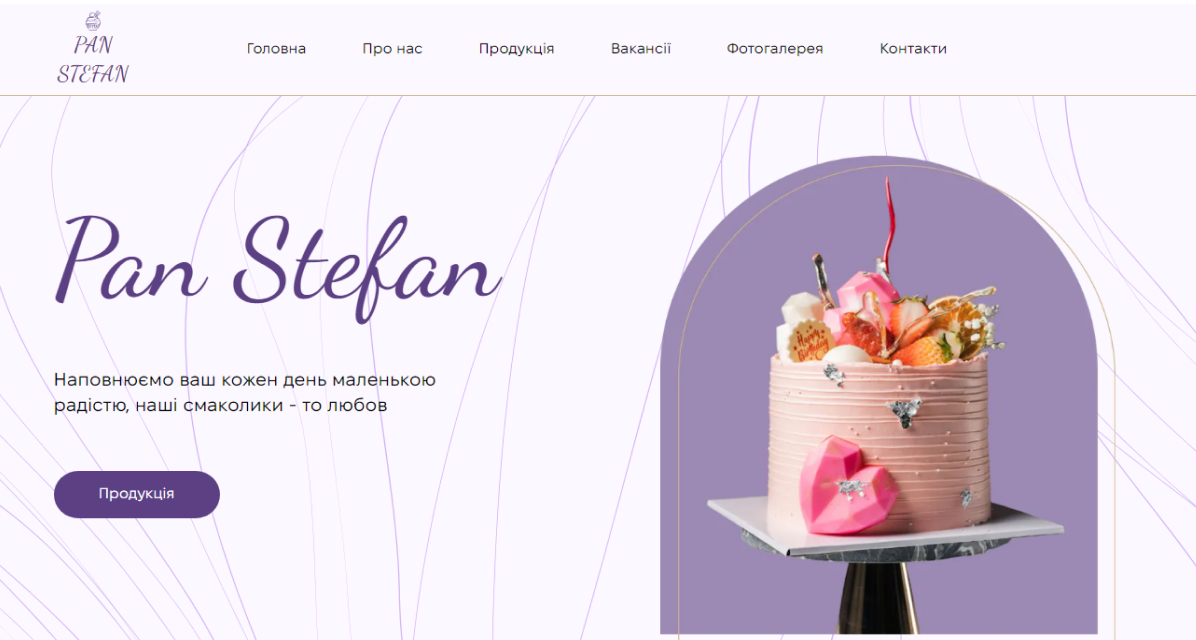 PAN
STEFAN
Головна Про нас Продукція Вакансії Фотогалерея Контакти
Pan Stefan
Наповнюємо ваш кожен день маленькою
радістю, наші смаколики - то любов
Продукція
Happy
Birthday